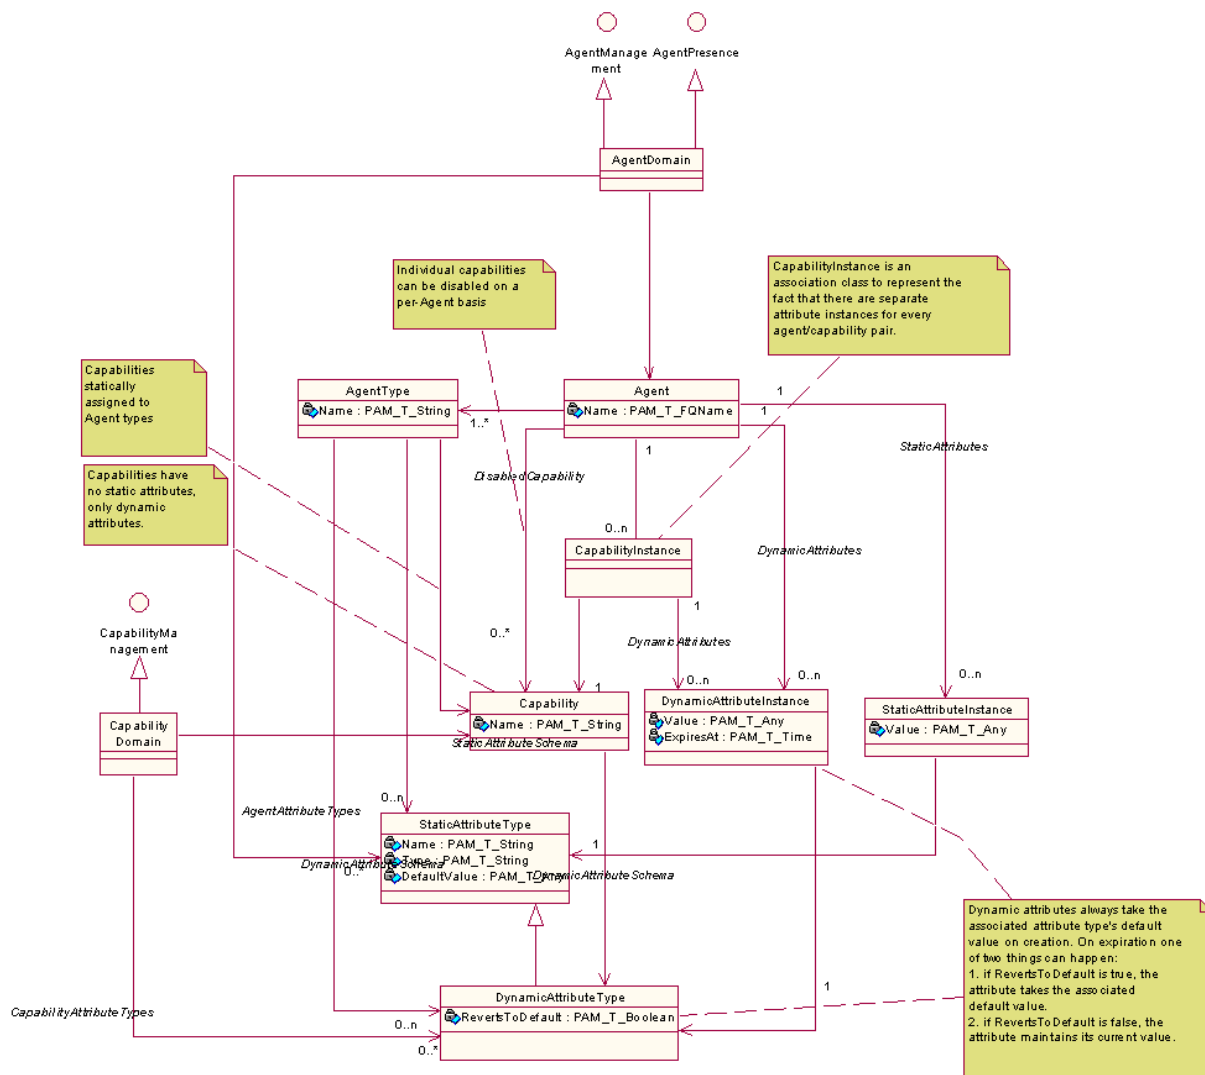 AgentManage
ment
AgentPresence
AgentDomain
Individual capabilities
can be disabled on a
per-Agent basis
CapabilityInstance is an
association class to represent the
fact that there are separate
attribute instances for every
agent/capability pair.
Capabilities
statically
assigned to
Agent types
AgentType
Name : PAM_T_String
Agent
Name : PAM_T_FQName
1
1
1..*
1
StaticAttributes
DisabledCapability
Capabilities have
no static attributes,
only dynamic
attributes.
0..n
CapabilityInstance
DynamicAttributes
1
CapabilityMa
nagement
0..*
DynamicAttributes
0..n
0..n
0..n
1
Capability
Name : PAM_T_String
DynamicAttributeInstance
Value : PAM_T_Any
ExpiresAt : PAM_T_Time
StaticAttributeInstance
Value : PAM_T_Any
Capability
Domain
StaticAttributeSchema
0..n
AgentAttributeTypes
StaticAttributeType
Name : PAM_T_String
Type : PAM_T_String
DefaultValue : PAM_T_Any
1
DynamicAttributeSchema
0..*
DynamicAttributeSchema
Dynamic attributes always take the
associated attribute type's default
value on creation. On expiration one
of two things can happen:
1. if RevertsToDefault is true, the
attribute takes the associated
default value.
2. if RevertsToDefault is false, the
attribute maintains its current value.
1
DynamicAttributeType
RevertsToDefault : PAM_T_Boolean
CapabilityAttributeTypes
0..n
0..*